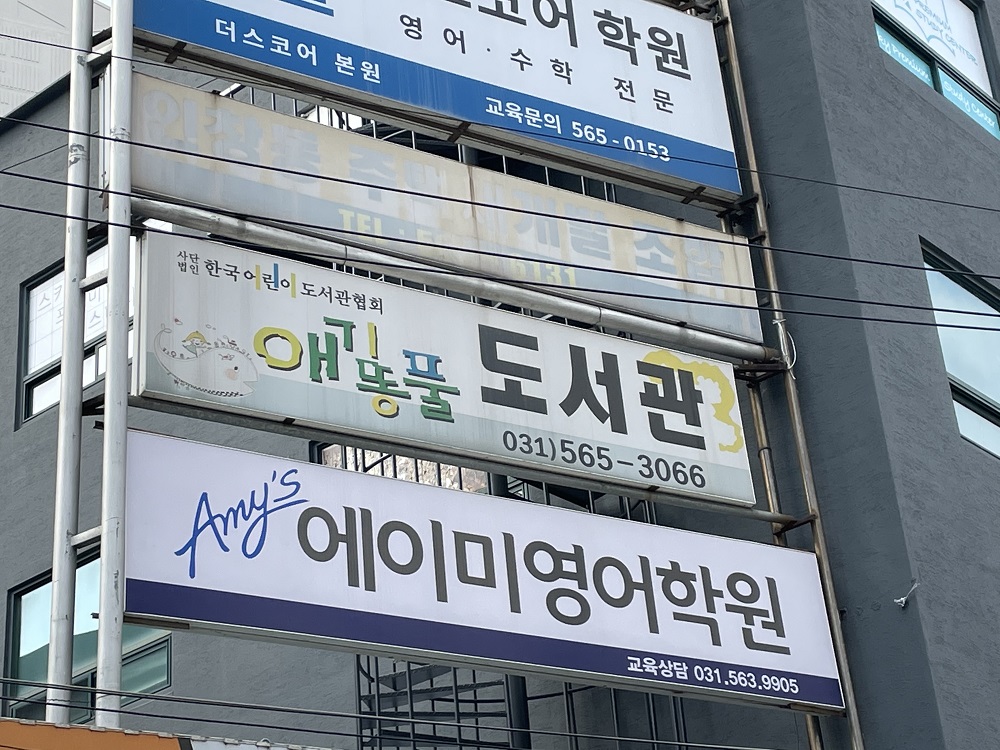 코어 학원
영어·수학 전문
더스코어 본원
교육문의 565-0153
TEL
사단법인 한국어린이도서관협회
애기똥풀 도서관
031)565-3066
Amy's 에이미영어학원
교육상담 031.563.9905